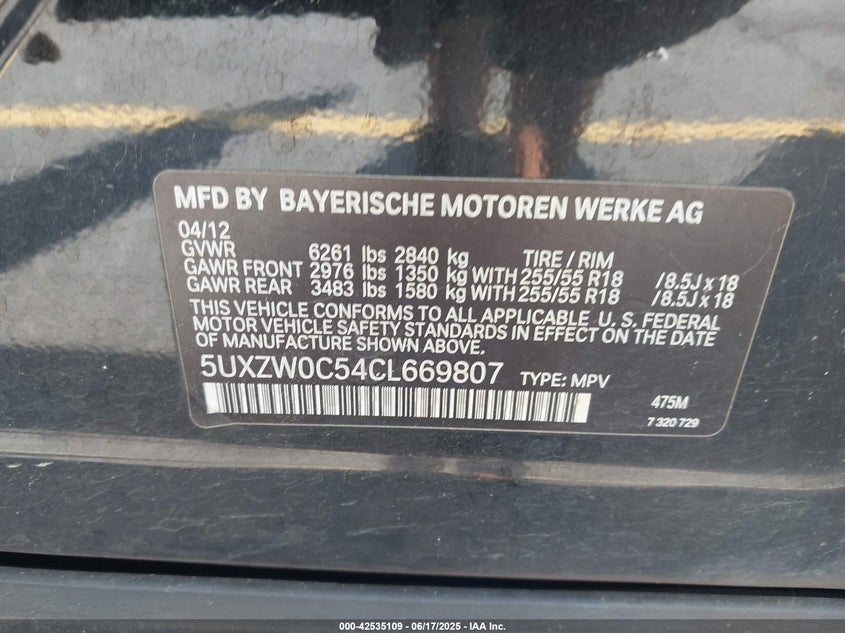 MFD BY BAYERISCHE MOTOREN WERKE AG
04/12
GVWR 6261 lbs 2840 kg TIRE / RIM
GAWR FRONT 2976 lbs 1350 kg WITH 255/55 R18 /8.5J x 18
GAWR REAR 3483 lbs 1580 kg WITH 255/55 R18 /8.5J x 18
THIS VEHICLE CONFORMS TO ALL APPLICABLE U. S. FEDERAL
MOTOR VEHICLE SAFETY STANDARDS IN EFFECT ON THE DATE
OF MANUFACTURE SHOWN ABOVE.
5UXZW0C54CL669807 TYPE: MPV
475M
7 320 729
000-42535109 - 06/17/2025 - IAA Inc.